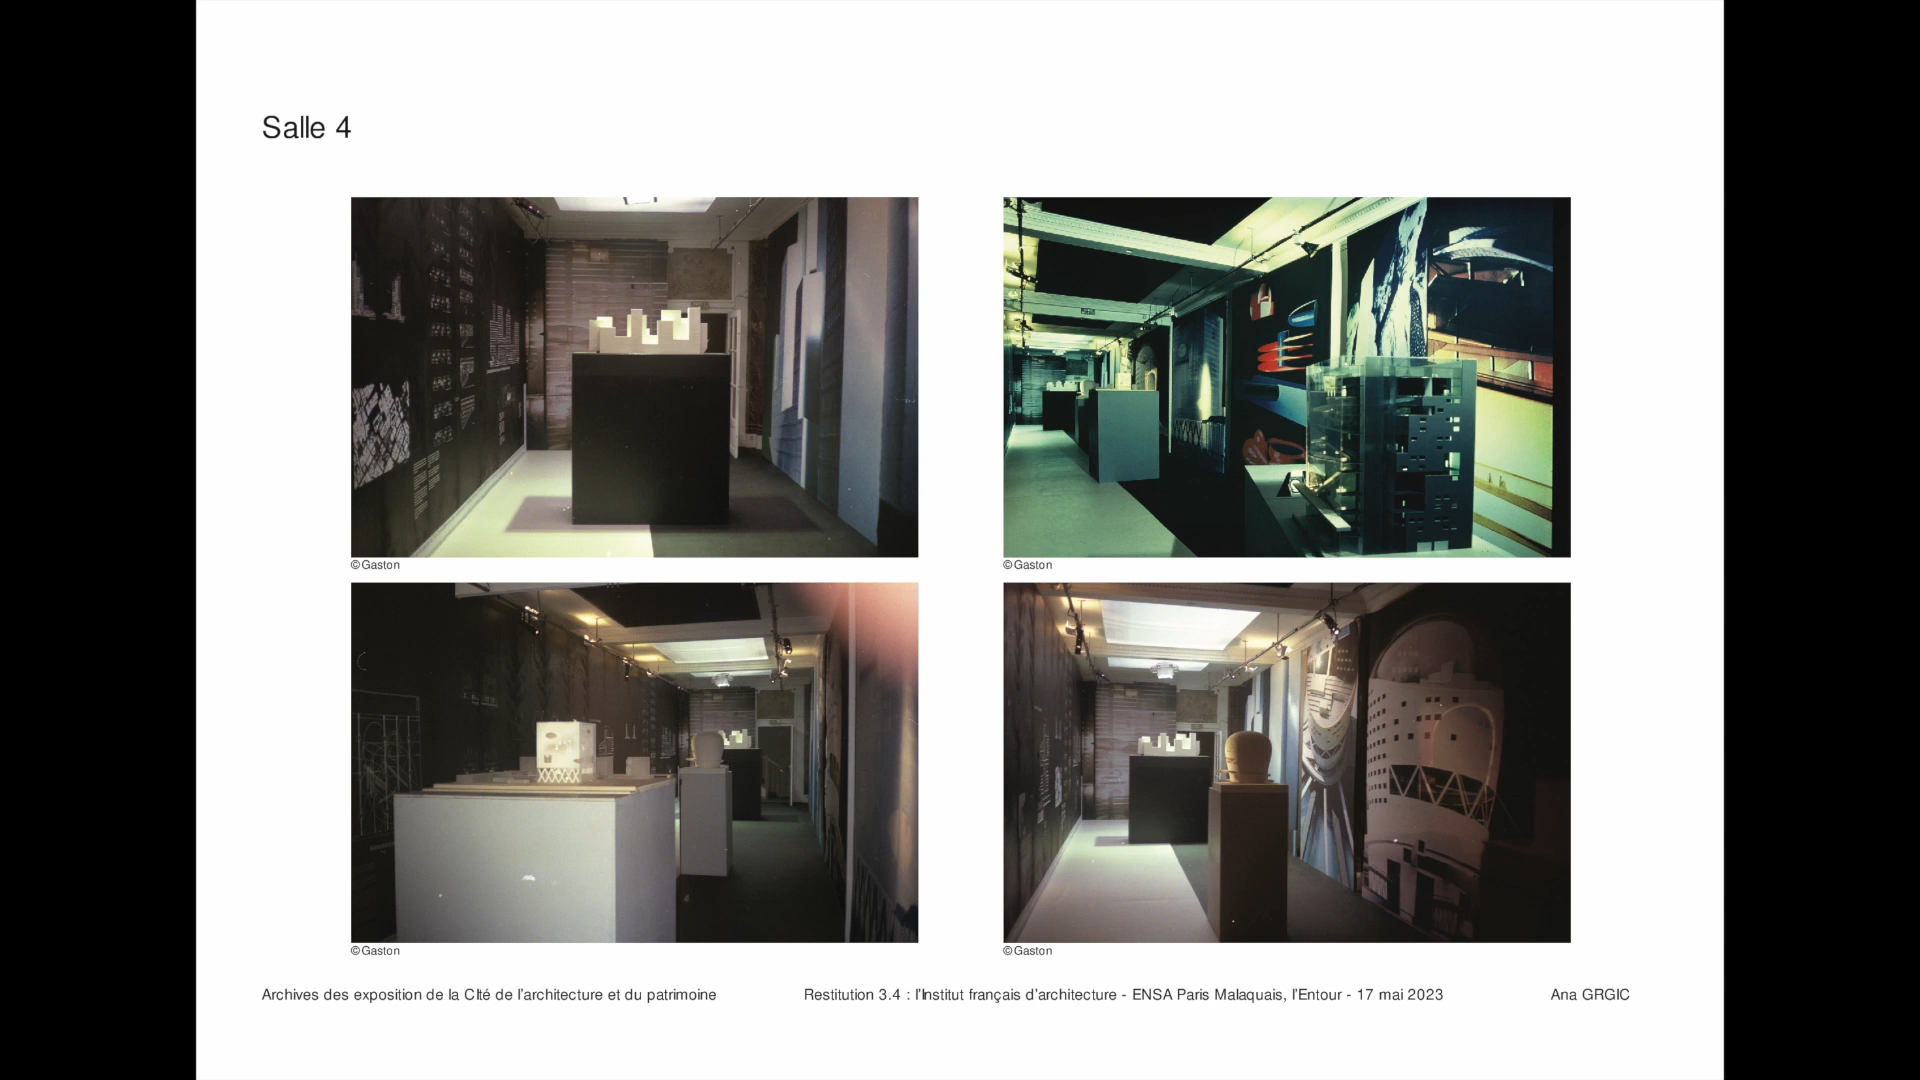 Salle 4
©Gaston
©Gaston
©Gaston
©Gaston
Archives des exposition de la CIté de l'architecture et du patrimoine
Restitution 3.4 : l'Institut français d'architecture - ENSA Paris Malaquais, l'Entour - 17 mai 2023
Ana GRGIC